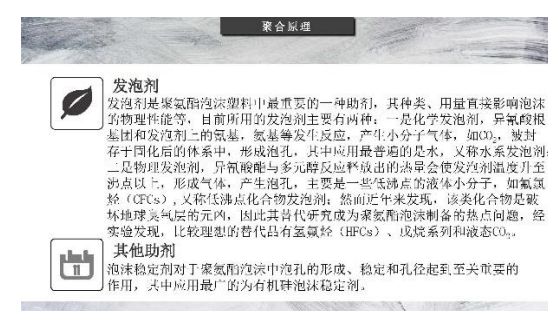 聚合原理
发泡剂
发泡剂是聚氨酯泡沫塑料中最重要的一种助剂，其种类、用量直接影响泡沫
的物理性能等，目前所用的发泡剂主要有两种：一是化学发泡剂，异氰酸根
基团和发泡剂上的氢基，氨基等发生反应，产生小分子气体，如CO₂，被封
存于固化后的体系中，形成泡孔，其中应用最普遍的是水，又称水系发泡剂；
二是物理发泡剂，异氰酸酯与多元醇反应释放出的热量会使发泡剂温度升至
沸点以上，形成气体，产生泡孔，主要是一些低沸点的液体小分子，如氟氯
烃（CFCs），又称低沸点化合物发泡剂；然而近年来发现，该类化合物是破
坏地球臭气层的元凶，因此其替代研究成为聚氨酯泡沫制备的热点问题，经
实验发现，比较理想的替代品有氢氟烃（HFCs）、戊烷系列和液态CO₂。
其他助剂
泡沫稳定剂对于聚氨酯泡沫中泡孔的形成、稳定和孔径起到至关重要的
作用，其中应用最广的为有机硅泡沫稳定剂。
11